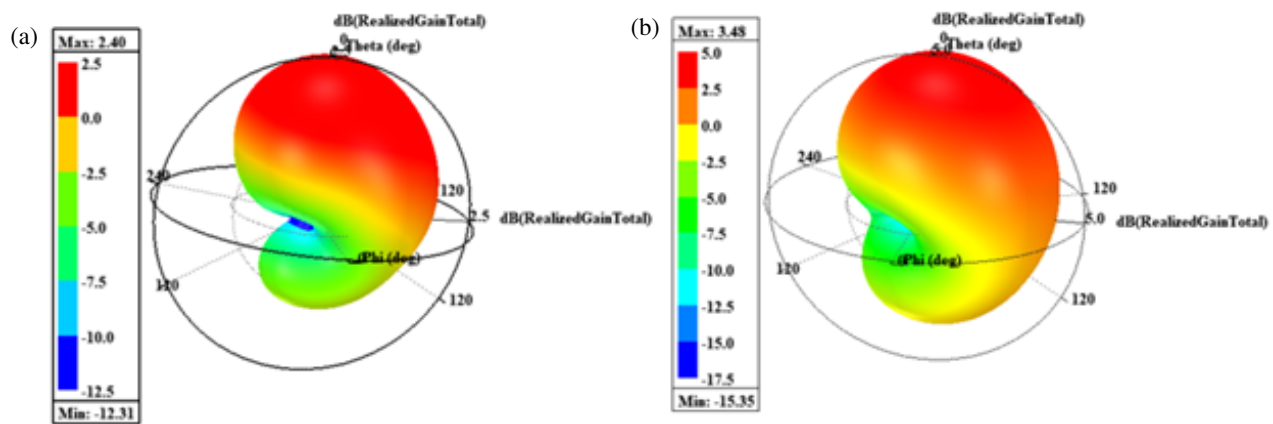 (a)
Max: 2.40
2.5
0.0
-2.5
-5.0
-7.5
-10.0
-12.5
Min: -12.31
dB(RealizedGainTotal)
0
Theta (deg)
240
120
2.5
dB(RealizedGainTotal)
Phi (deg)
120
120
(b)
Max: 3.48
5.0
2.5
0.0
-2.5
-5.0
-7.5
-10.0
-12.5
-15.0
-17.5
Min: -15.35
dB(RealizedGainTotal)
0
Theta (deg)
5.0
240
120
5.0
dB(RealizedGainTotal)
Phi (deg)
120
120